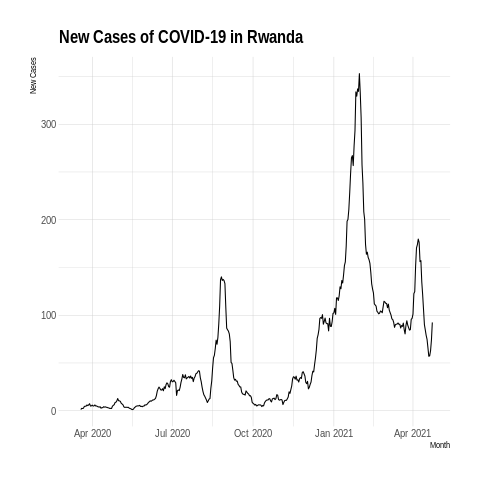 New Cases of COVID-19 in Rwanda
New Cases
300
200
100
0
Apr 2020 Jul 2020 Oct 2020 Jan 2021 Apr 2021
Month